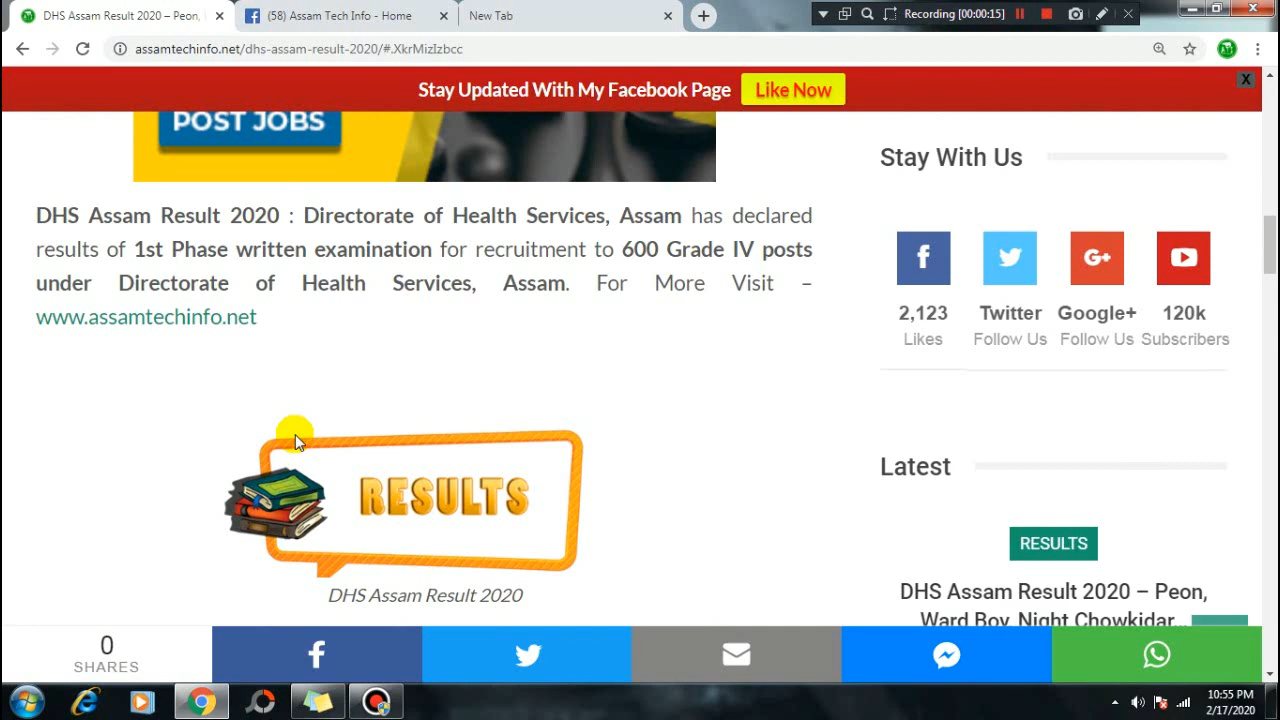 DHS Assam Result 2020 – Peon,
(58) Assam Tech Info - Home
New Tab
Recording [00:00:15]
assamtechinfo.net/dhs-assam-result-2020/#.XkrMizIzbcc
Stay Updated With My Facebook Page Like Now X
POST JOBS
DHS Assam Result 2020 : Directorate of Health Services, Assam has declared
results of 1st Phase written examination for recruitment to 600 Grade IV posts
under Directorate of Health Services, Assam. For More Visit –
www.assamtechinfo.net
RESULTS
DHS Assam Result 2020
Stay With Us
f G+
2,123 Twitter Google+ 120k
Likes Follow Us Follow Us Subscribers
Latest
RESULTS
DHS Assam Result 2020 – Peon,
Ward Boy, Night Chowkidar...
0
SHARES
10:55 PM
2/17/2020